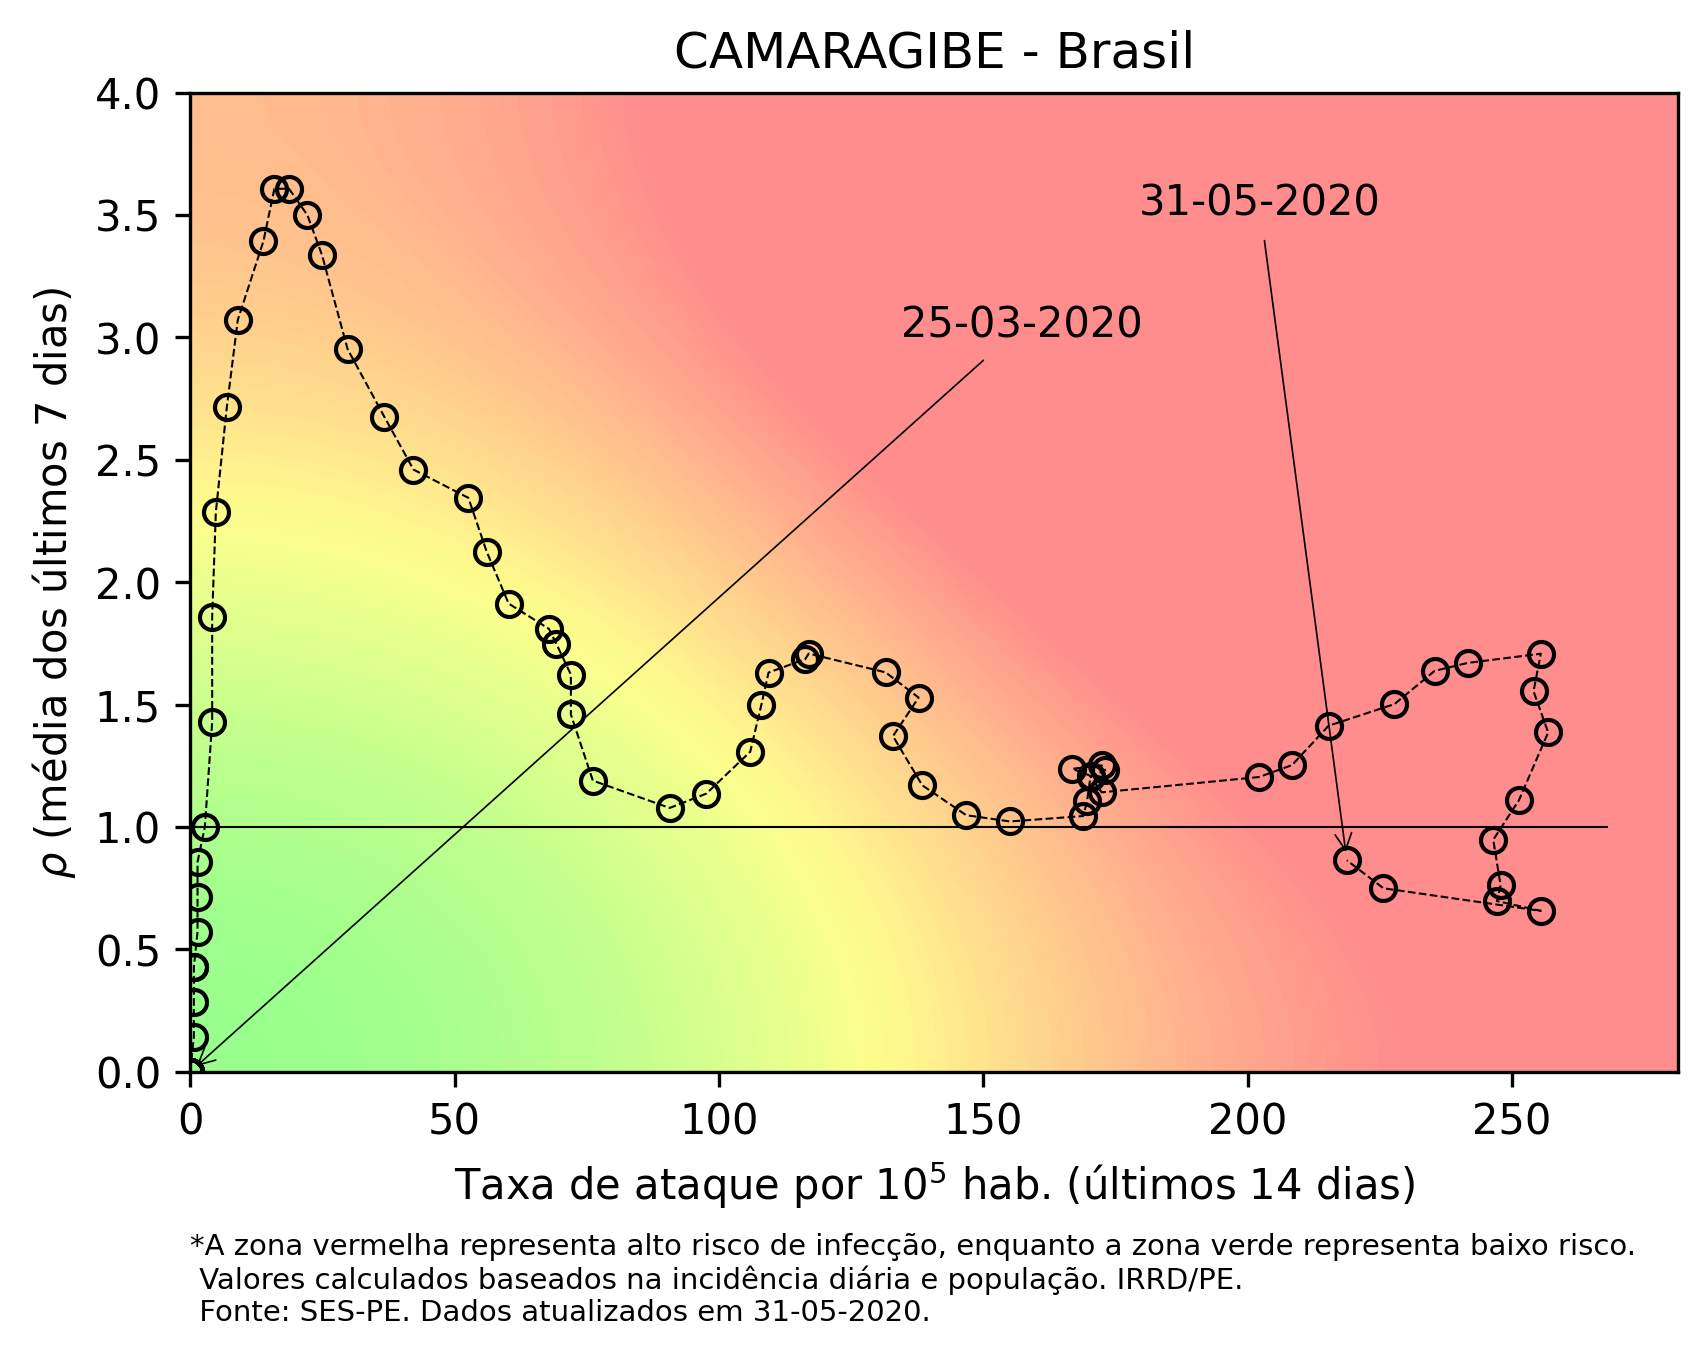 CAMARAGIBE - Brasil
4.0
3.5
3.0
2.5
2.0
1.5
1.0
0.5
0.0
ρ (média dos últimos 7 dias)
31-05-2020
25-03-2020
0 50 100 150 200 250
Taxa de ataque por 10⁵ hab. (últimos 14 dias)
*A zona vermelha representa alto risco de infecção, enquanto a zona verde representa baixo risco.
Valores calculados baseados na incidência diária e população. IRRD/PE.
Fonte: SES-PE. Dados atualizados em 31-05-2020.